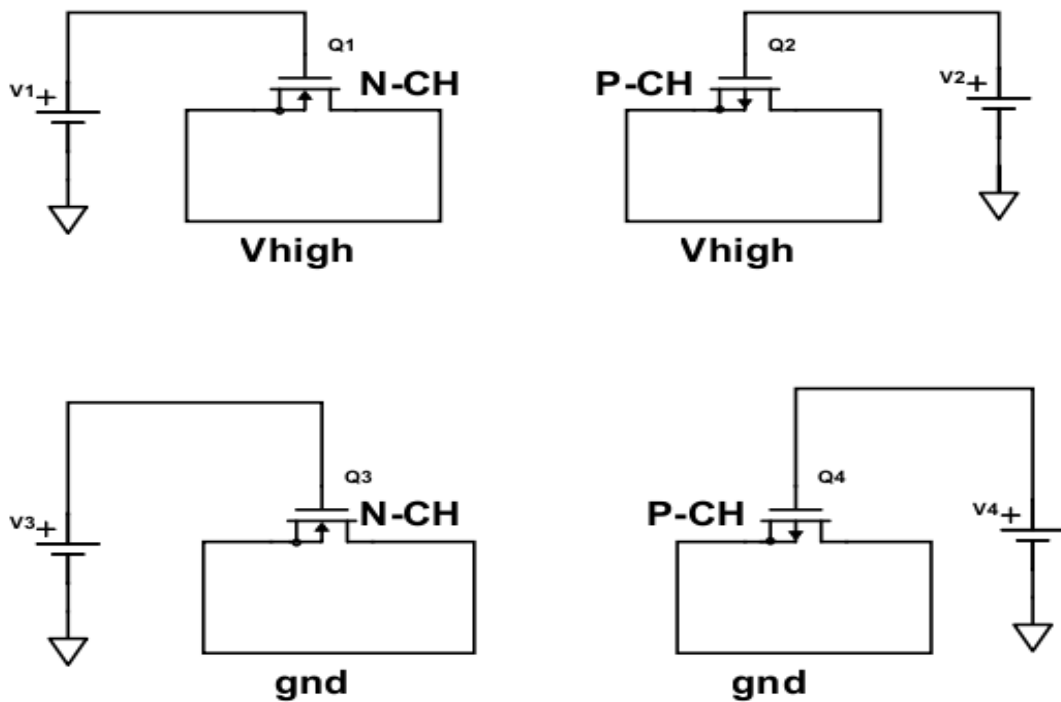 Q1
Q2
N-CH
P-CH
V1+
V2+
Vhigh
Vhigh
Q3
Q4
N-CH
P-CH
V3+
V4+
gnd
gnd